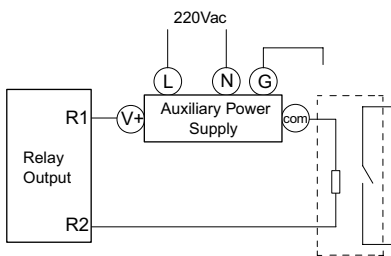 220Vac
L
N
G
R1
V+
Auxiliary Power
Supply
com
Relay
Output
R2